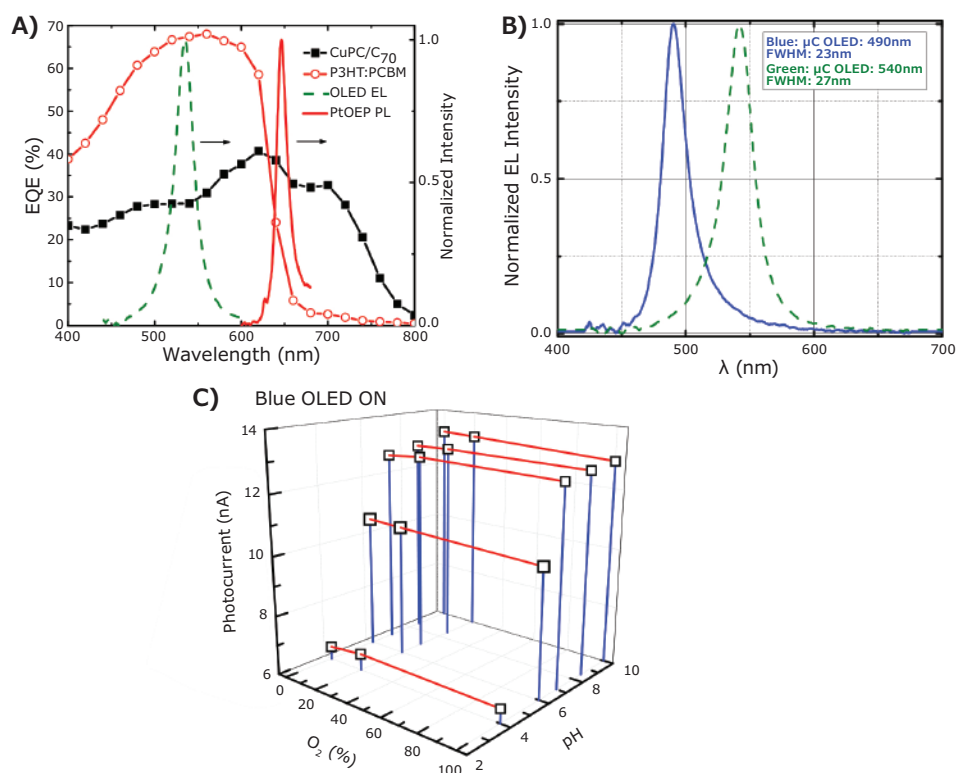 A)
70
60
50
40
30
20
10
0
EQE (%)
CuPC/C70
P3HT:PCBM
OLED EL
PtOEP PL
1.0
0.5
0.0
Normalized Intensity
400
500
600
700
800
Wavelength (nm)
B)
1.0
0.5
0.0
Normalized EL Intensity
Blue: µC OLED: 490nm
FWHM: 23nm
Green: µC OLED: 540nm
FWHM: 27nm
400
500
600
700
λ (nm)
C)
Blue OLED ON
14
12
10
8
6
Photocurrent (nA)
0
20
40
60
80
100
O2 (%)
2
4
6
8
10
pH